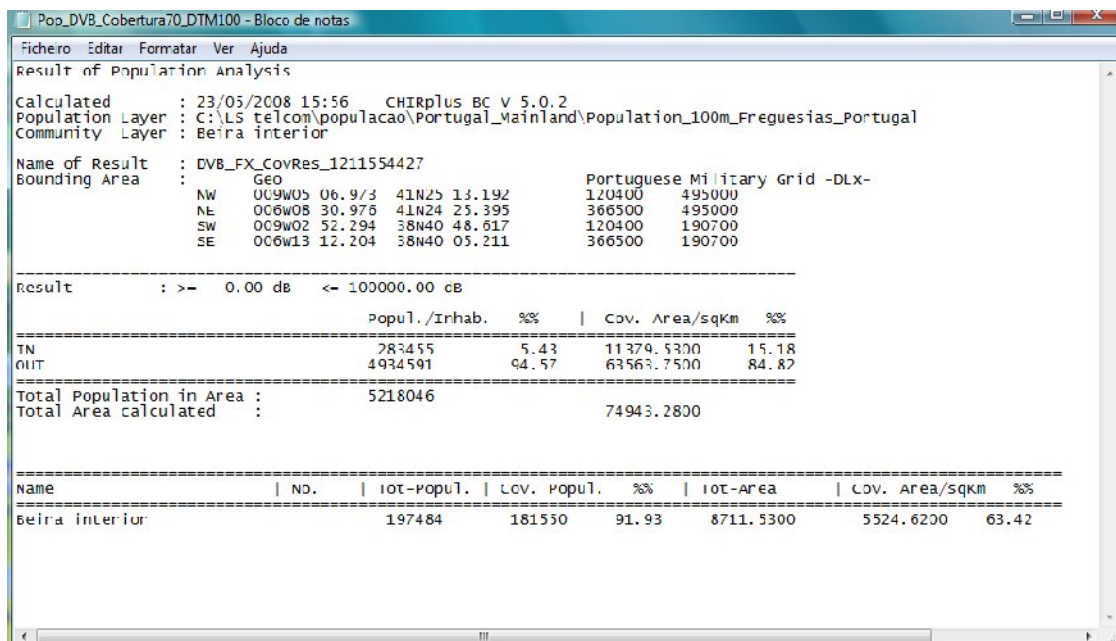 Pop_DVB_Cobertura70_DTM100 - Bloco de notas
Ficheiro Editar Formatar Ver Ajuda
Result of Population Analysis
Calculated : 23/05/2008 15:56 CHIRplus BC V 5.0.2
Population Layer : C:\LS telcom\populacao\Portugal_Mainland\Population_100m_Freguesias_Portugal
Community Layer : Beira interior
Name of Result : DVB_FX_CovRes_1211554427
Bounding Area : Geo Portuguese Military Grid -DLx-
NW 009W05 06.973 41N25 13.192 120400 495000
NE 006W08 30.976 41N24 25.395 366500 495000
SW 009W02 52.294 38N40 48.617 120400 190700
SE 006W13 12.204 38N40 05.211 366500 190700
Result : >= 0.00 dB <= 100000.00 dB
Popul./Inhab. %% | Cov. Area/sqKm %%
IN 283455 5.43 11379.5300 15.18
OUT 4934591 94.57 63563.7500 84.82
Total Population in Area : 5218046
Total Area calculated : 74943.2800
Name | No. | Tot-Popul. | Cov. Popul. %% | Tot-Area | Cov. Area/sqKm %%
Beira interior 197484 181550 91.93 8711.5300 5524.6200 63.42